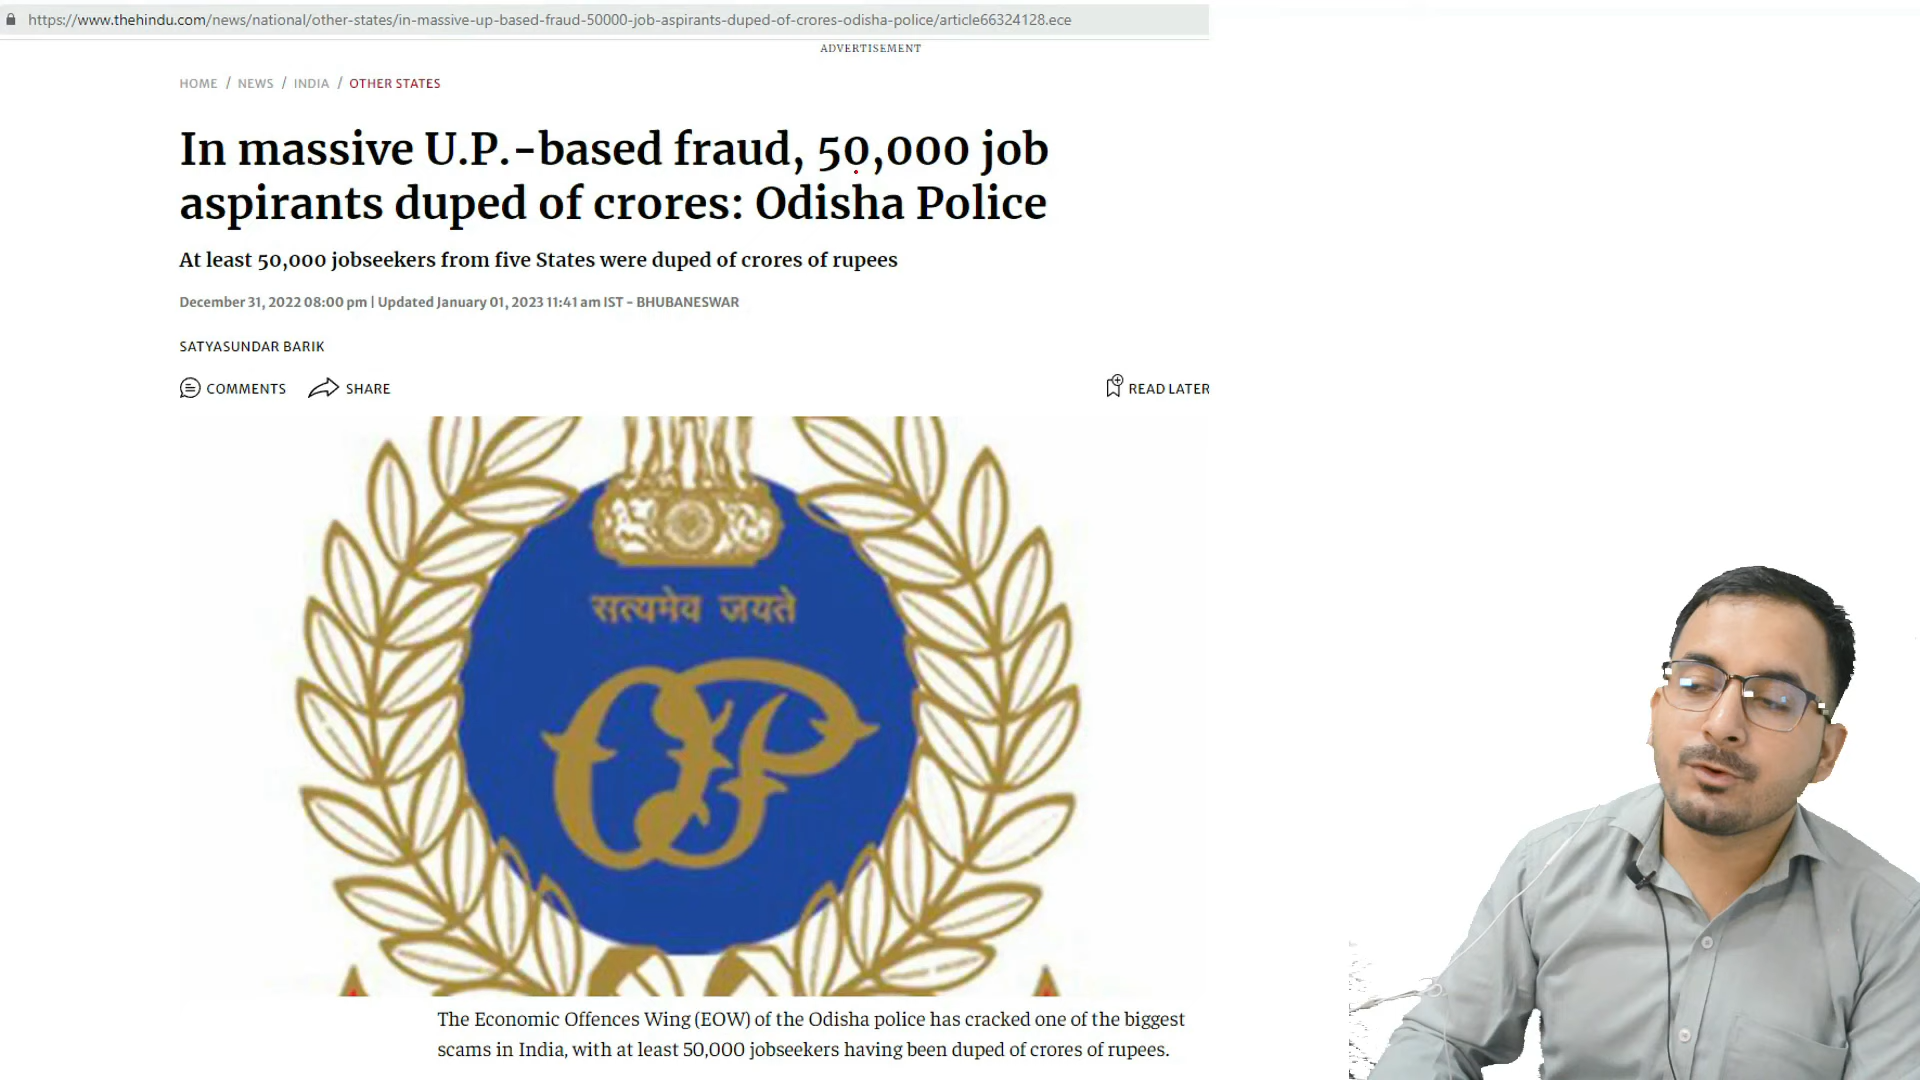 https://www.thehindu.com/news/national/other-states/in-massive-up-based-fraud-50000-job-aspirants-duped-of-crores-odisha-police/article66324128.ece
ADVERTISEMENT
HOME / NEWS / INDIA / OTHER STATES
In massive U.P.-based fraud, 50,000 job
aspirants duped of crores: Odisha Police
At least 50,000 jobseekers from five States were duped of crores of rupees
December 31, 2022 08:00 pm | Updated January 01, 2023 11:41 am IST - BHUBANESWAR
SATYASUNDAR BARIK
COMMENTS SHARE READ LATER
सत्यमेव जयते
OP
The Economic Offences Wing (EOW) of the Odisha police has cracked one of the biggest
scams in India, with at least 50,000 jobseekers having been duped of crores of rupees.